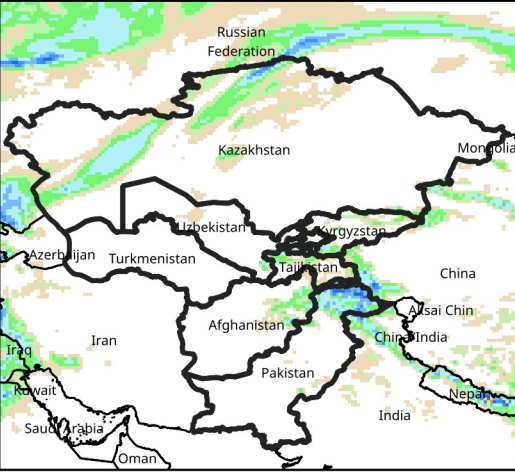 Russian
Federation
Kazakhstan
Mongolia
Uzbekistan
Kyrgyzstan
Azerbaijan
Turkmenistan
Tajikistan
China
Aksai Chin
Afghanistan
China/India
Iran
Iraq
Pakistan
Kuwait
Nepal
India
Saudi Arabia
Oman